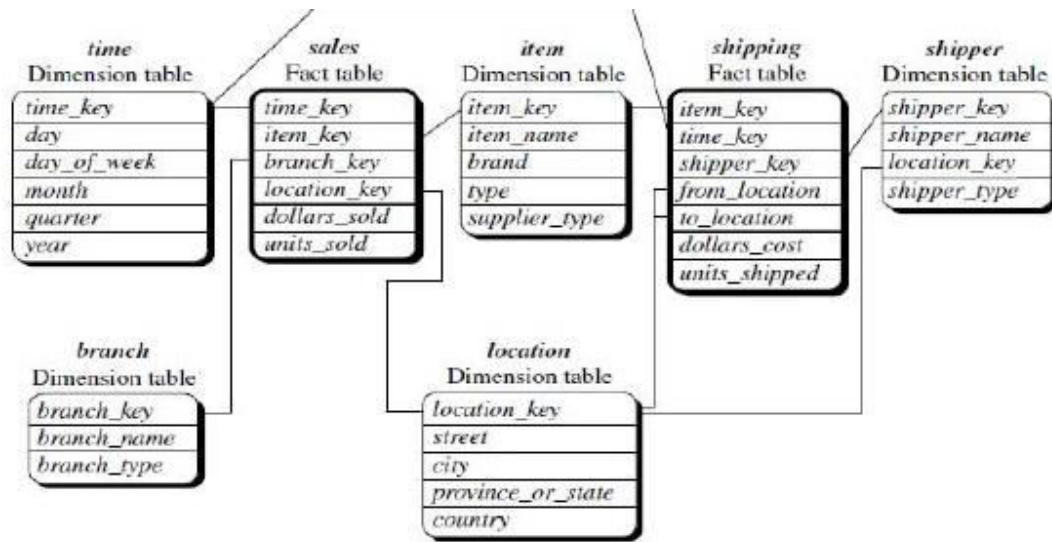 time
Dimension table
time_key
day
day_of_week
month
quarter
year
sales
Fact table
time_key
item_key
branch_key
location_key
dollars_sold
units_sold
item
Dimension table
item_key
item_name
brand
type
supplier_type
shipping
Fact table
item_key
time_key
shipper_key
from_location
to_location
dollars_cost
units_shipped
shipper
Dimension table
shipper_key
shipper_name
location_key
shipper_type
branch
Dimension table
branch_key
branch_name
branch_type
location
Dimension table
location_key
street
city
province_or_state
country